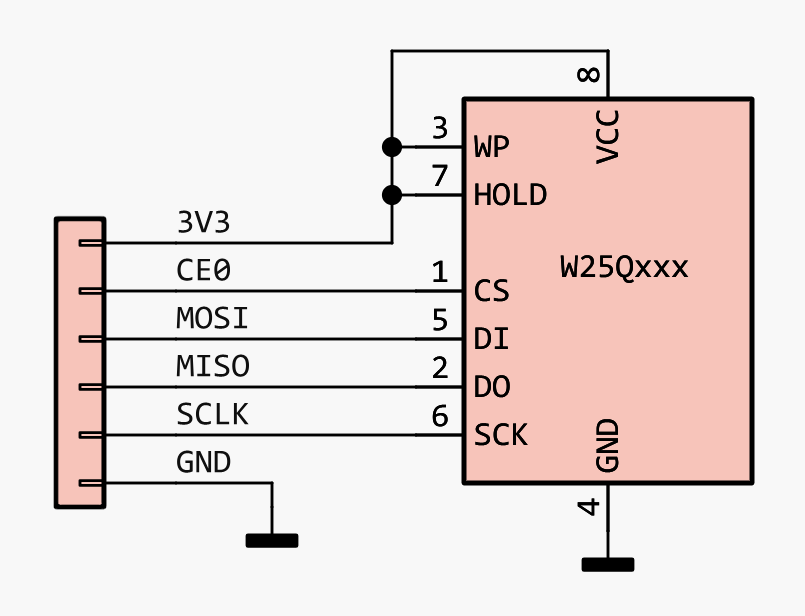 8
VCC
3 WP
7 HOLD
3V3
W25Qxxx
CE0 1 CS
MOSI 5 DI
MISO 2 DO
SCLK 6 SCK
GND
GND
4